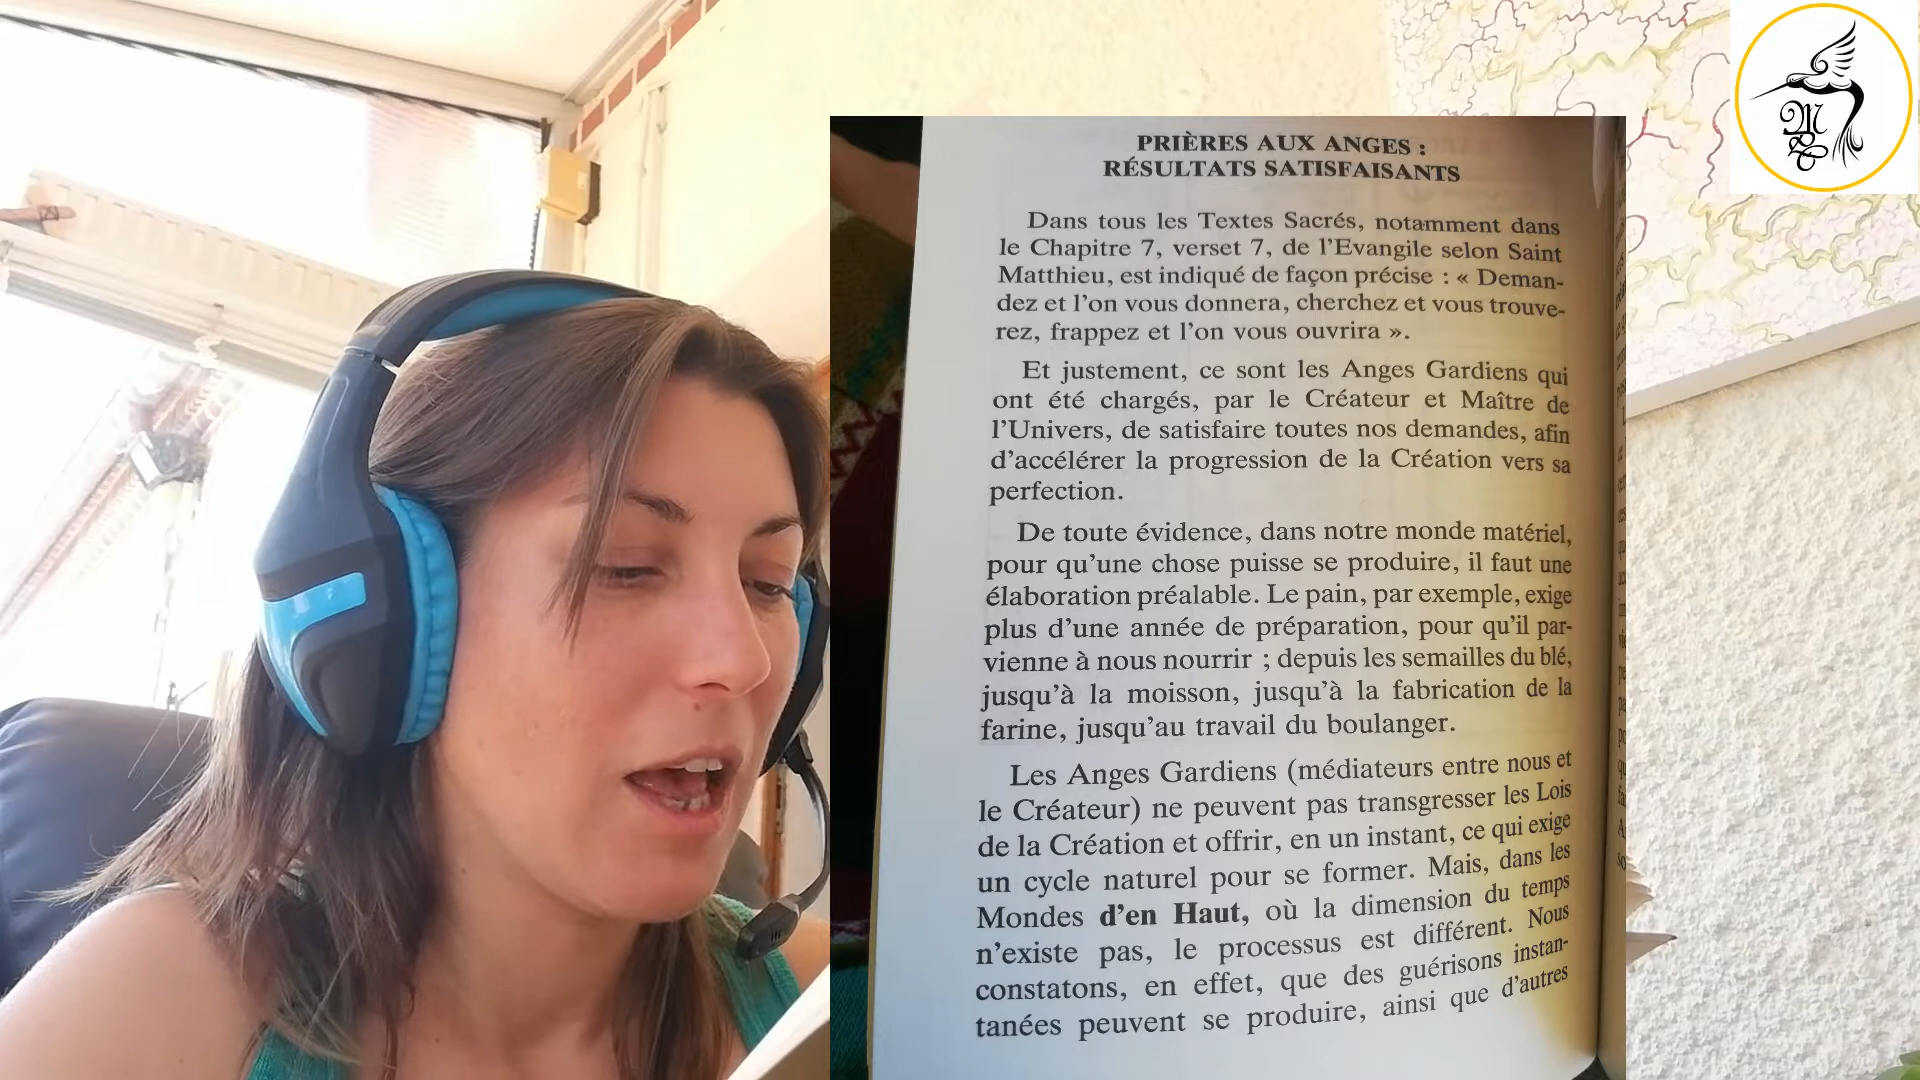 PRIÈRES AUX ANGES :
RÉSULTATS SATISFAISANTS
Dans tous les Textes Sacrés, notamment dans
le Chapitre 7, verset 7, de l'Evangile selon Saint
Matthieu, est indiqué de façon précise : « Deman-
dez et l'on vous donnera, cherchez et vous trouve-
rez, frappez et l'on vous ouvrira ».
Et justement, ce sont les Anges Gardiens qui
ont été chargés, par le Créateur et Maître de
l'Univers, de satisfaire toutes nos demandes, afin
d'accélérer la progression de la Création vers sa
perfection.
De toute évidence, dans notre monde matériel,
pour qu'une chose puisse se produire, il faut une
élaboration préalable. Le pain, par exemple, exige
plus d'une année de préparation, pour qu'il par-
vienne à nous nourrir ; depuis les semailles du blé,
jusqu'à la moisson, jusqu'à la fabrication de la
farine, jusqu'au travail du boulanger.
Les Anges Gardiens (médiateurs entre nous et
le Créateur) ne peuvent pas transgresser les Lois
de la Création et offrir, en un instant, ce qui exige
un cycle naturel pour se former. Mais, dans les
Mondes d'en Haut, où la dimension du temps
n'existe pas, le processus est différent. Nous
constatons, en effet, que des guérisons instan-
tanées peuvent se produire, ainsi que d'autres